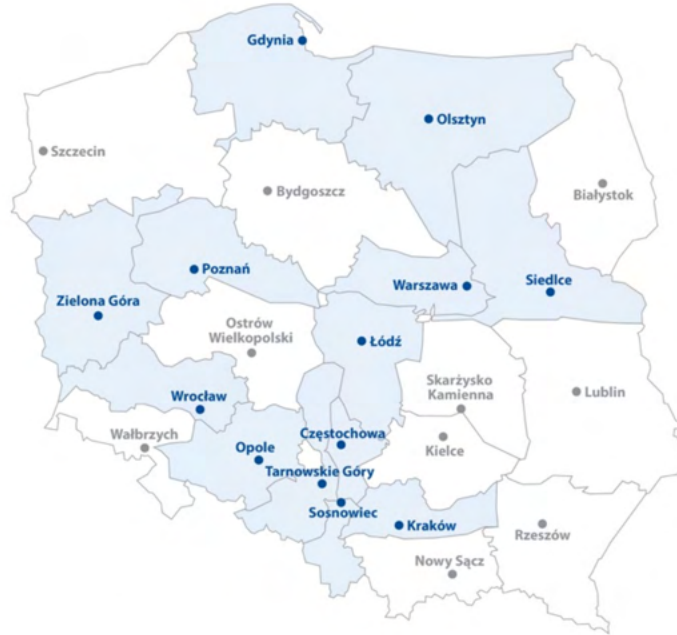 Gdynia
Olsztyn
Szczecin
Białystok
Bydgoszcz
Poznań
Warszawa
Siedlce
Zielona Góra
Ostrów
Wielkopolski
Łódź
Skarżysko
Kamienna
Lublin
Wrocław
Wałbrzych
Częstochowa
Opole
Kielce
Tarnowskie Góry
Sosnowiec
Kraków
Rzeszów
Nowy Sącz